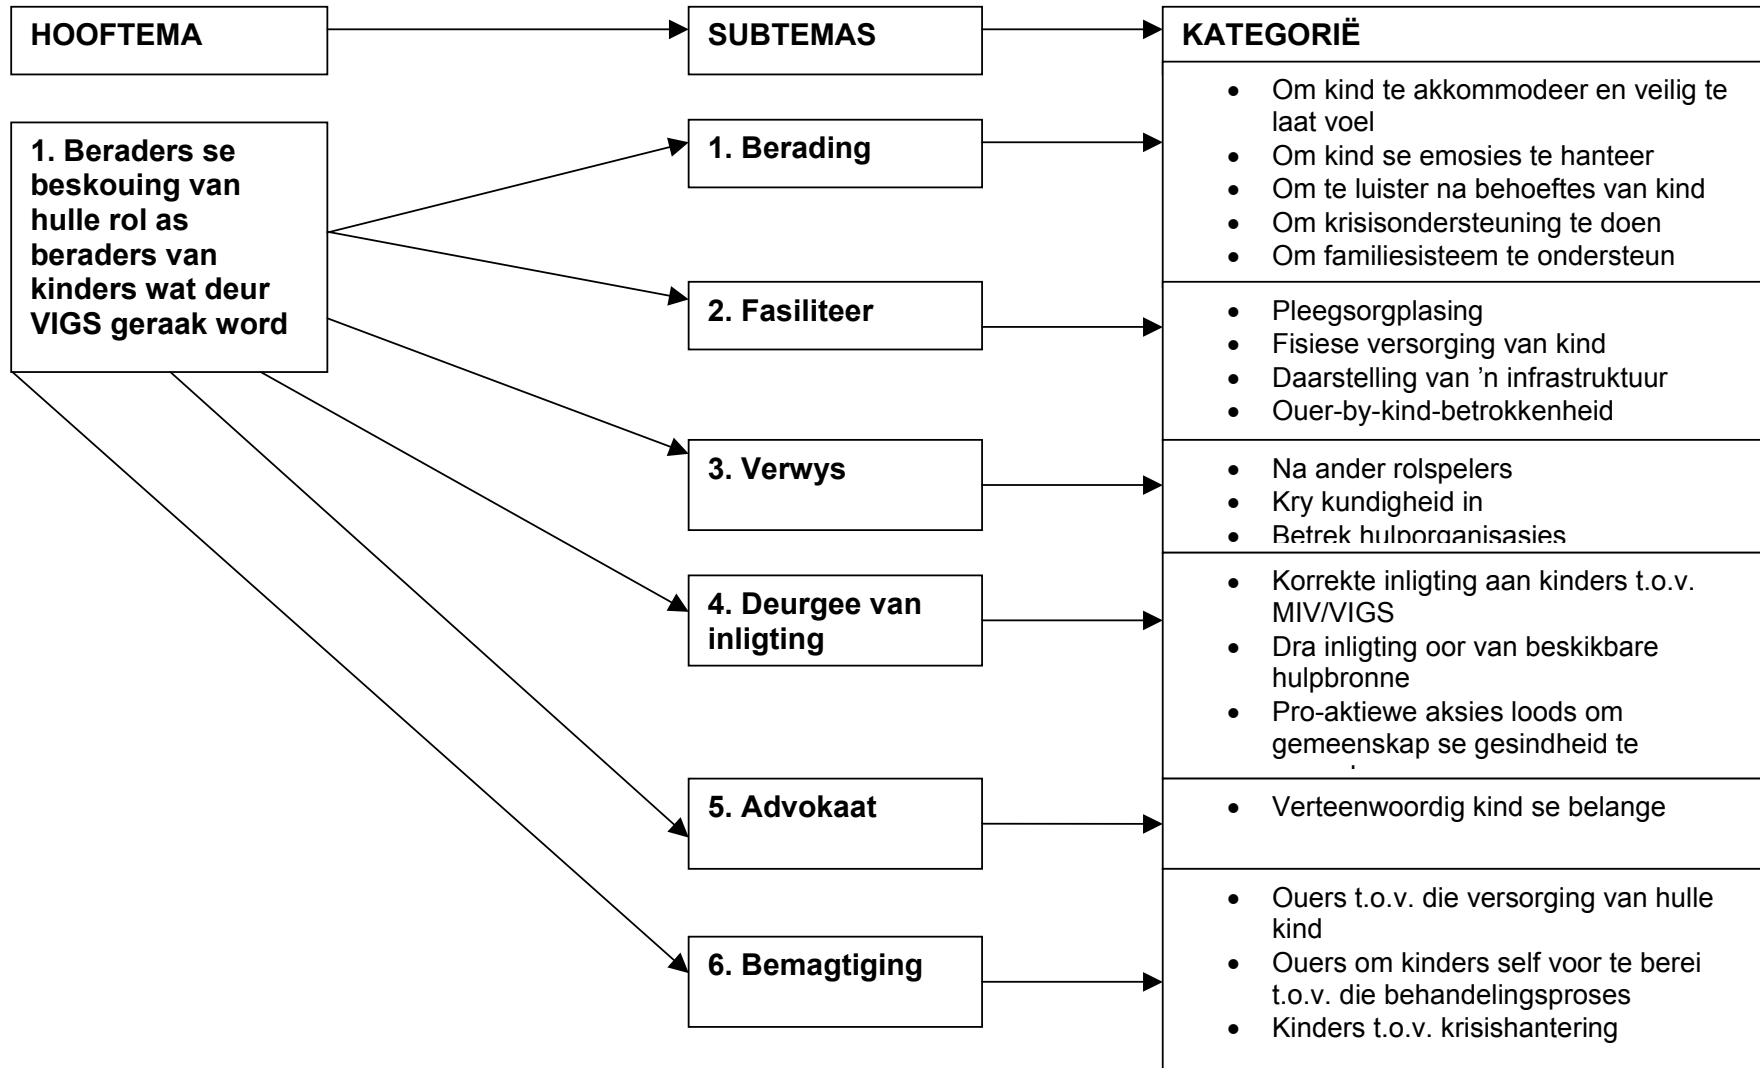 HOOFTEMA
SUBTEMAS
KATEGORIË
1. Beraders se
beskouing van
hulle rol as
beraders van
kinders wat deur
VIGS geraak word
1. Berading
• Om kind te akkommodeer en veilig te
laat voel
• Om kind se emosies te hanteer
• Om te luister na behoeftes van kind
• Om krisisondersteuning te doen
• Om familiesisteem te ondersteun
2. Fasiliteer
• Pleegsorgplasing
• Fisiese versorging van kind
• Daarstelling van ’n infrastruktuur
• Ouer-by-kind-betrokkenheid
3. Verwys
• Na ander rolspelers
• Kry kundigheid in
• Betrek hulporganisasies
4. Deurgee van
inligting
• Korrekte inligting aan kinders t.o.v.
MIV/VIGS
• Dra inligting oor van beskikbare
hulpbronne
• Pro-aktiewe aksies loods om
gemeenskap se gesindheid te
5. Advokaat
• Verteenwoordig kind se belange
6. Bemagtiging
• Ouers t.o.v. die versorging van hulle
kind
• Ouers om kinders self voor te berei
t.o.v. die behandelingsproses
• Kinders t.o.v. krisishantering